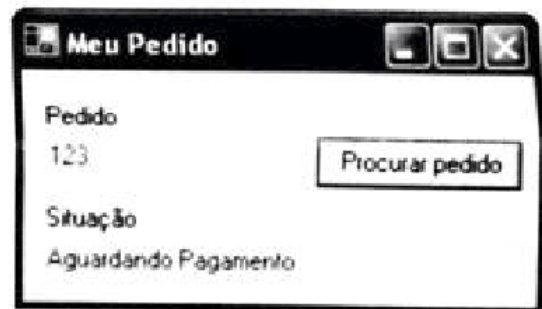 Meu Pedido
Pedido
123
Procurar pedido
Situação
Aguardando Pagamento